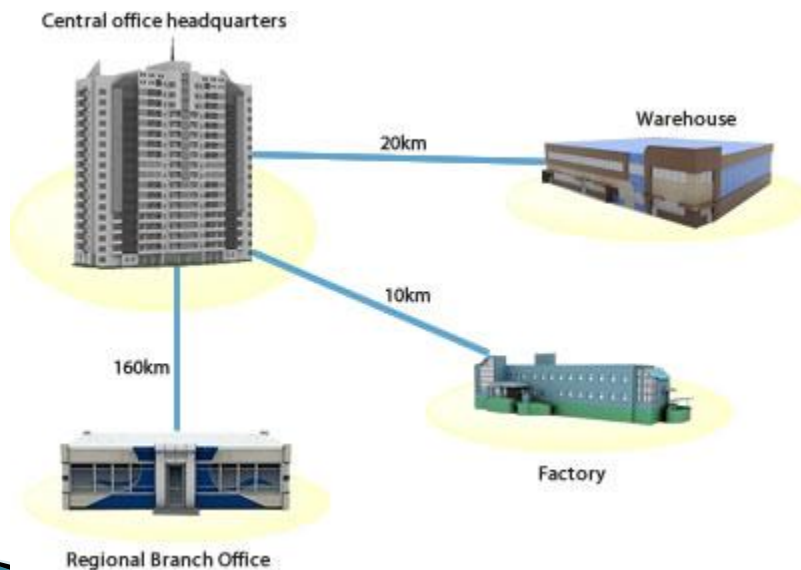 Central office headquarters
Warehouse
20km
10km
160km
Factory
Regional Branch Office